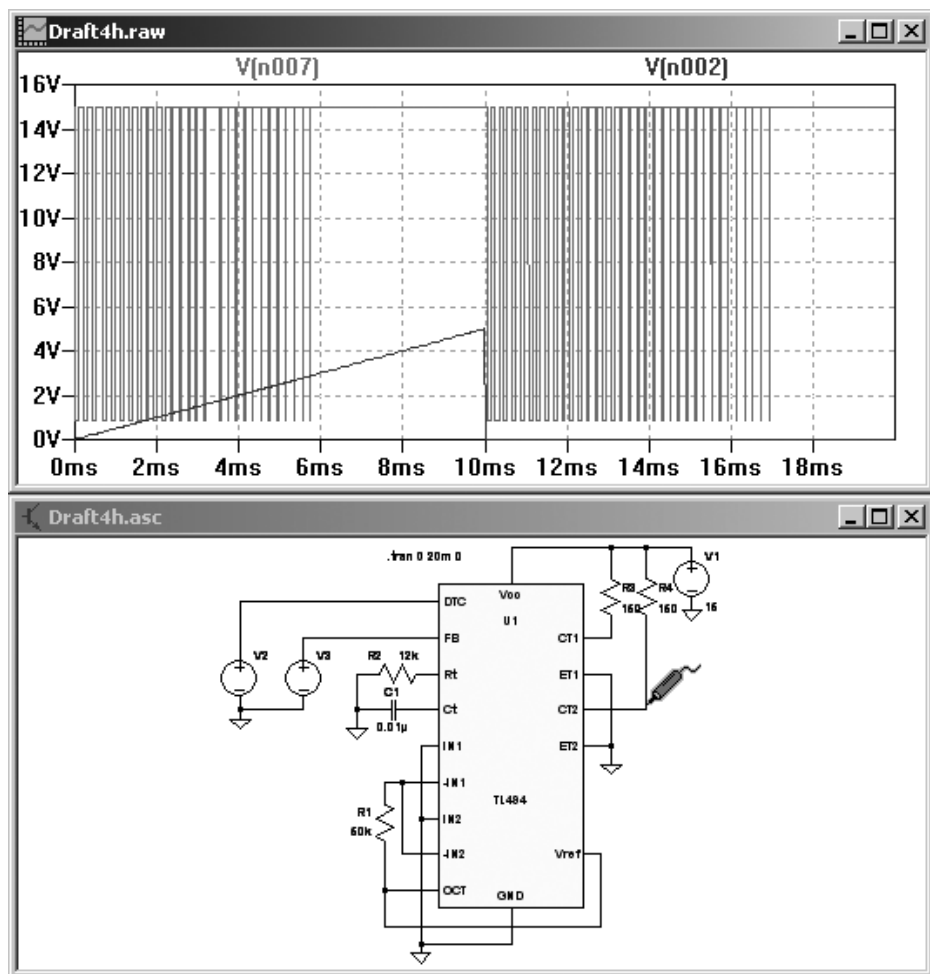 Draft4h.raw
V(n007) V(n002)
16V
14V
12V
10V
8V
6V
4V
2V
0V
0ms 2ms 4ms 6ms 8ms 10ms 12ms 14ms 16ms 18ms
Draft4h.asc
.tran 0 20m 0
V1
15
R3
150
R4
150
Vcc
U1
DTC
FB
Rt
Ct
IN1
-IN1
IN2
-IN2
OCT
CT1
ET1
CT2
ET2
TL494
Vref
GND
V2
V3
R2 12k
C1
0.01µ
R1
50k